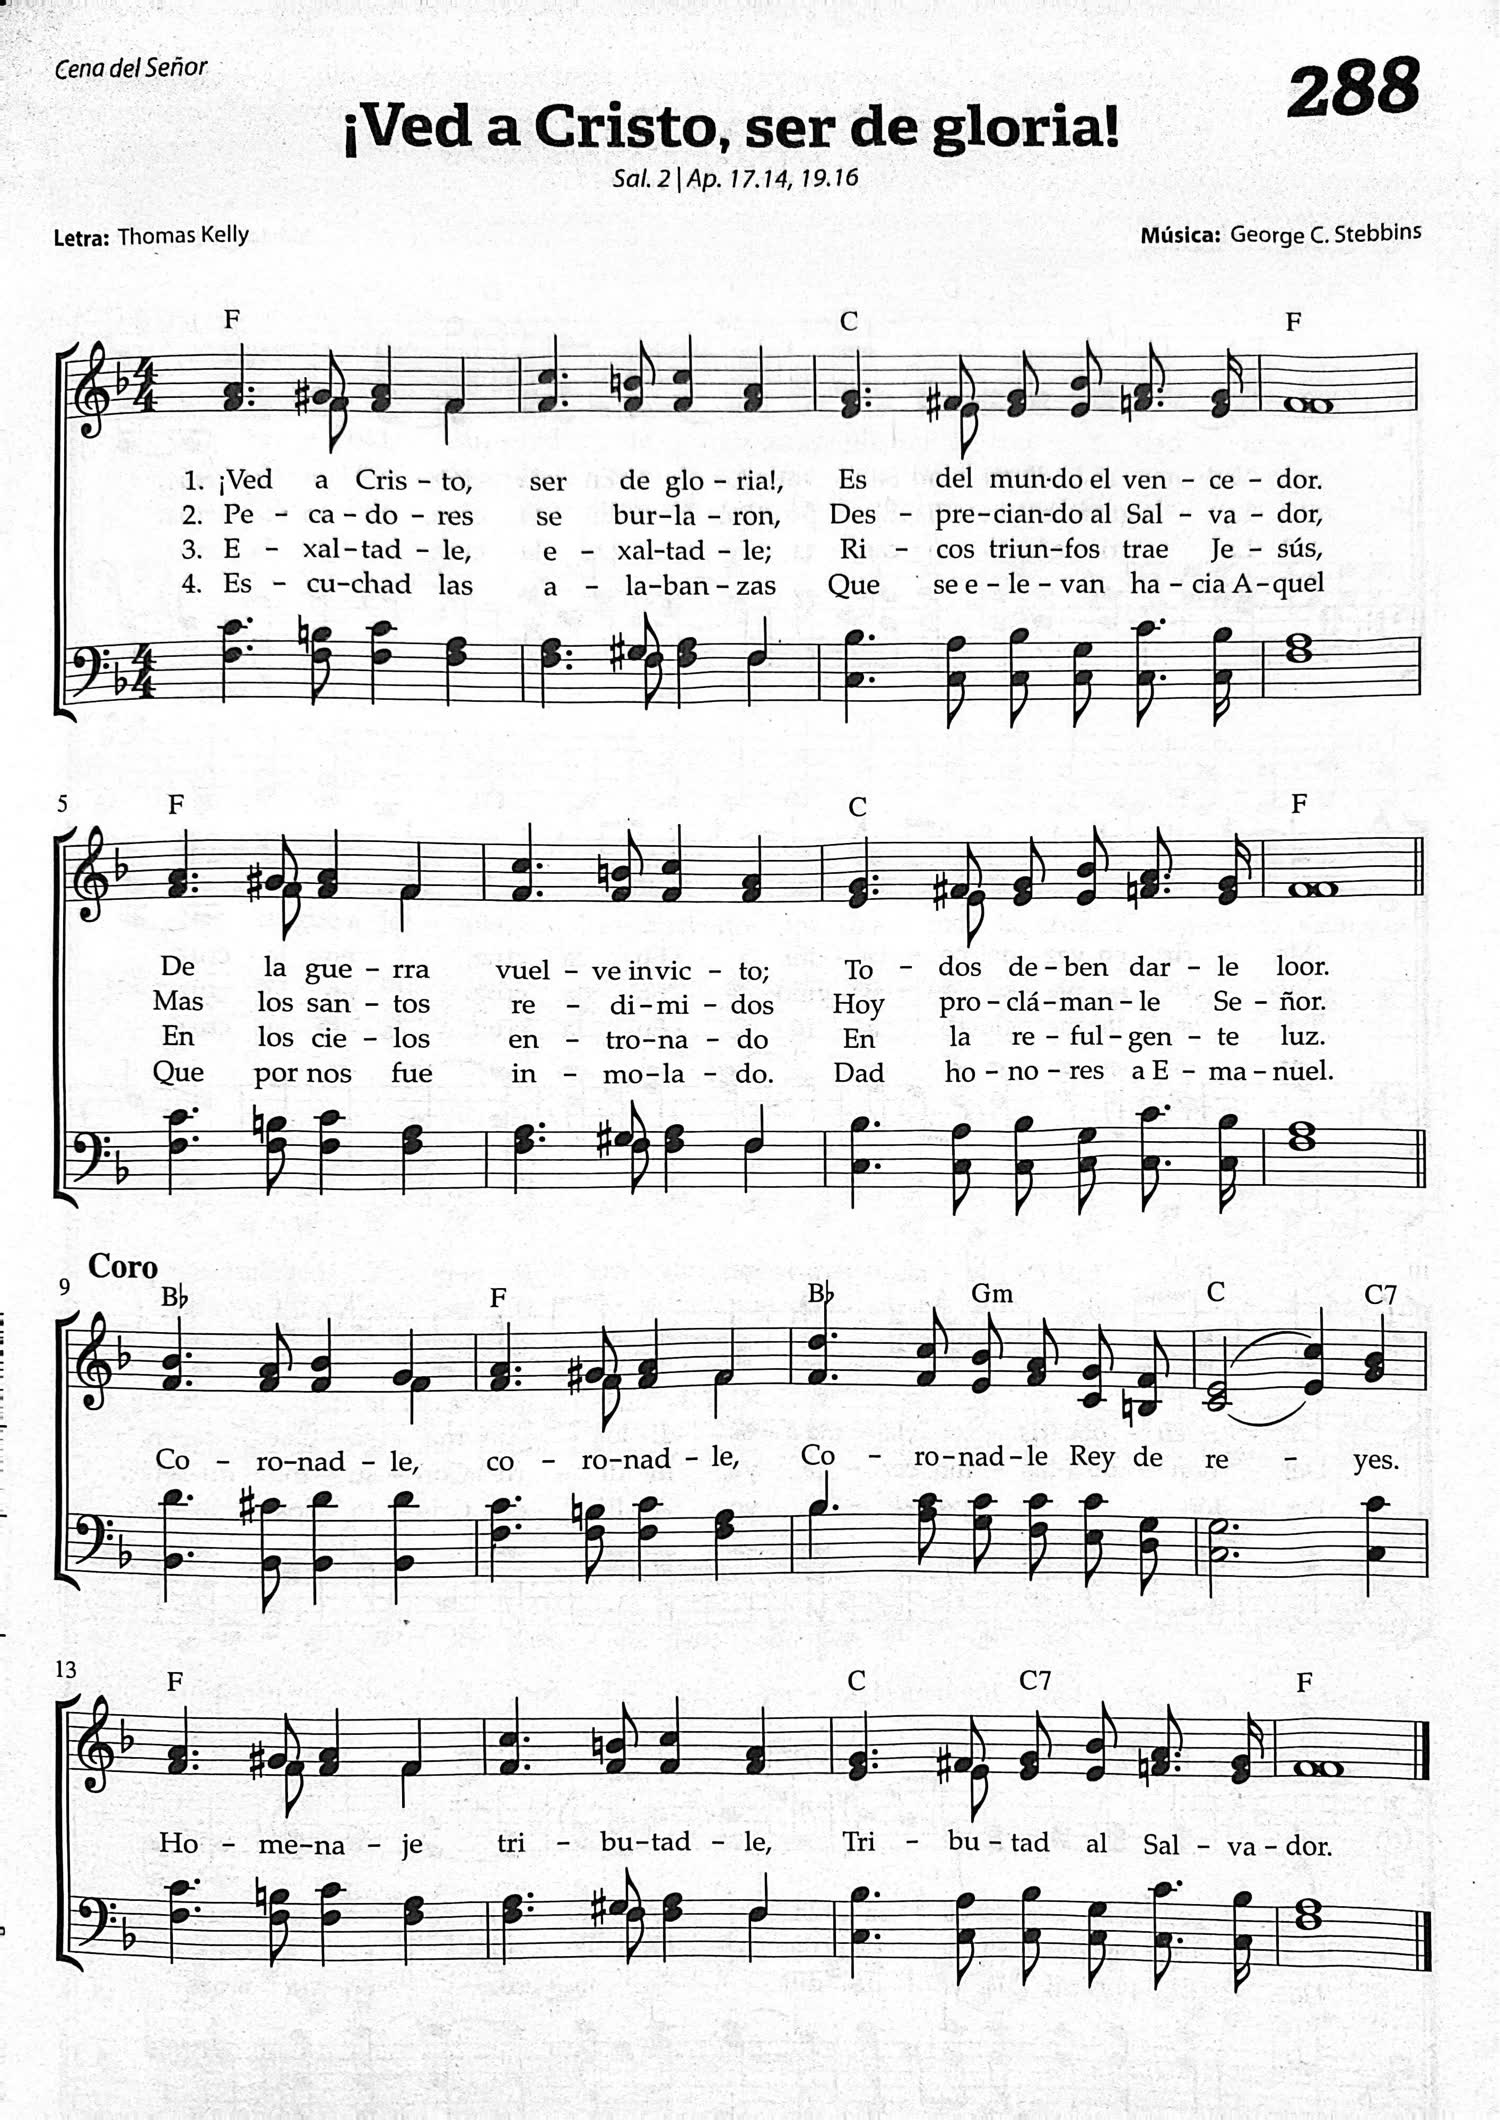 Cena del Señor
288
¡Ved a Cristo, ser de gloria!
Sal. 2 | Ap. 17.14, 19.16
Letra: Thomas Kelly
Música: George C. Stebbins
F C F
1. ¡Ved a Cris – to, ser de glo – ria!, Es del mun-do el ven – ce – dor.
2. Pe – ca – do – res se bur – la – ron, Des – pre – cian-do al Sal – va – dor,
3. E – xal – tad – le, e – xal – tad – le; Ri – cos triun – fos trae Je – sús,
4. Es – cu – chad las a – la – ban – zas Que se e – le – van ha – cia A – quel
5
F C F
De la gue – rra vuel – ve invic – to; To – dos de – ben dar – le loor.
Mas los san – tos re – di – mi – dos Hoy pro – clá – man – le Se – ñor.
En los cie – los en – tro – na – do En la re – ful – gen – te luz.
Que por nos fue in – mo – la – do. Dad ho – no – res a E – ma – nuel.
Coro
9
B♭ F B♭ Gm C C7
Co – ro – nad – le, co – ro – nad – le, Co – ro – nad – le Rey de re – yes.
13
F C C7 F
Ho – me – na – je tri – bu – tad – le, Tri – bu – tad al Sal – va – dor.